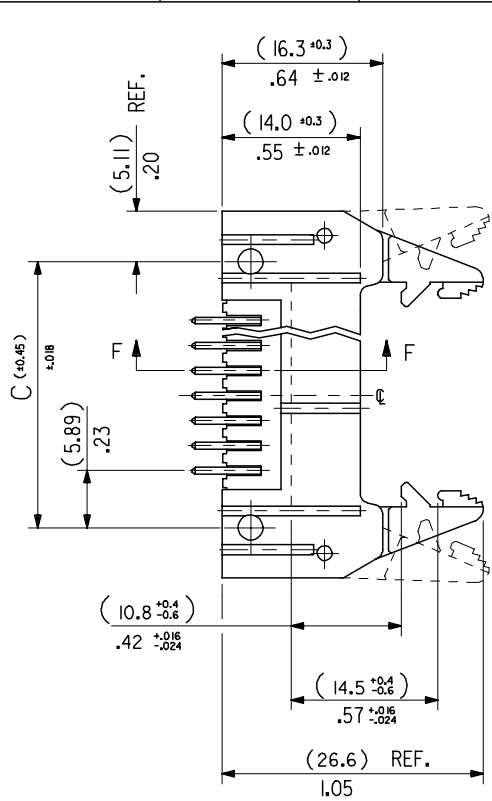 (16.3 ±0.3)
.64 ±.012
(14.0 ±0.3)
.55 ±.012
(5.11) REF.
.20
F F
C (±0.45)
±.018
℄
(5.89)
.23
(10.8 +0.4 -0.6)
.42 +.016 -.024
(14.5 +0.4 -0.6)
.57 +.016 -.024
(26.6) REF.
1.05